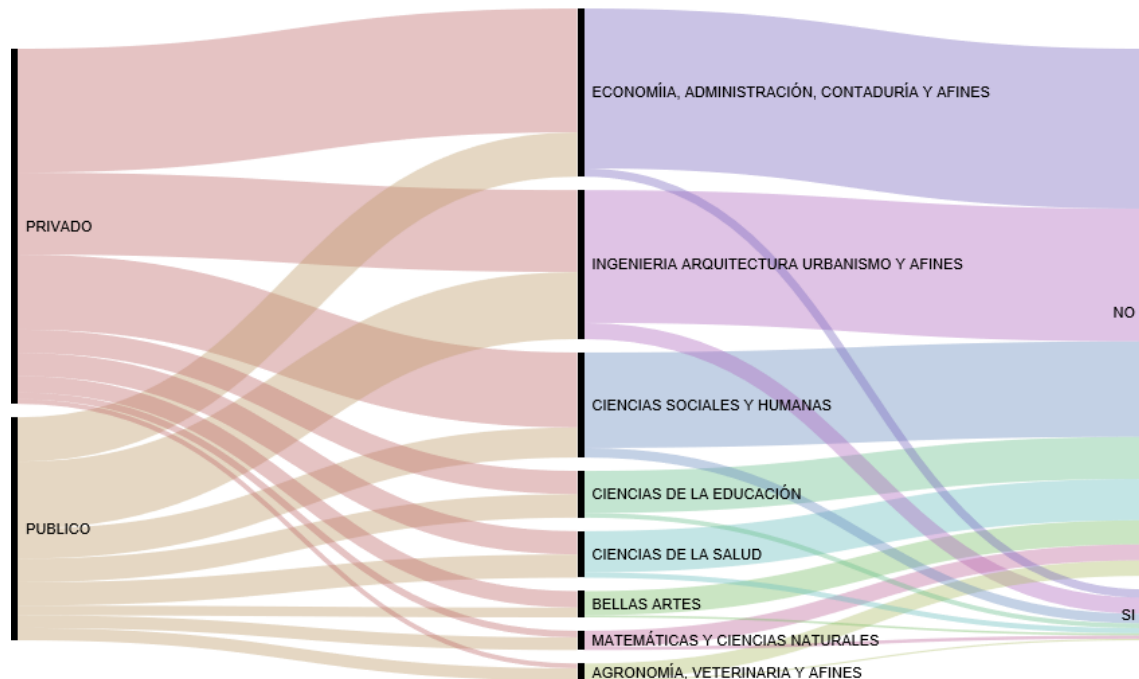 PRIVADO
PUBLICO
ECONOMÍIA, ADMINISTRACIÓN, CONTADURÍA Y AFINES
INGENIERIA ARQUITECTURA URBANISMO Y AFINES
CIENCIAS SOCIALES Y HUMANAS
CIENCIAS DE LA EDUCACIÓN
CIENCIAS DE LA SALUD
BELLAS ARTES
MATEMÁTICAS Y CIENCIAS NATURALES
AGRONOMÍA, VETERINARIA Y AFINES
NO
SI